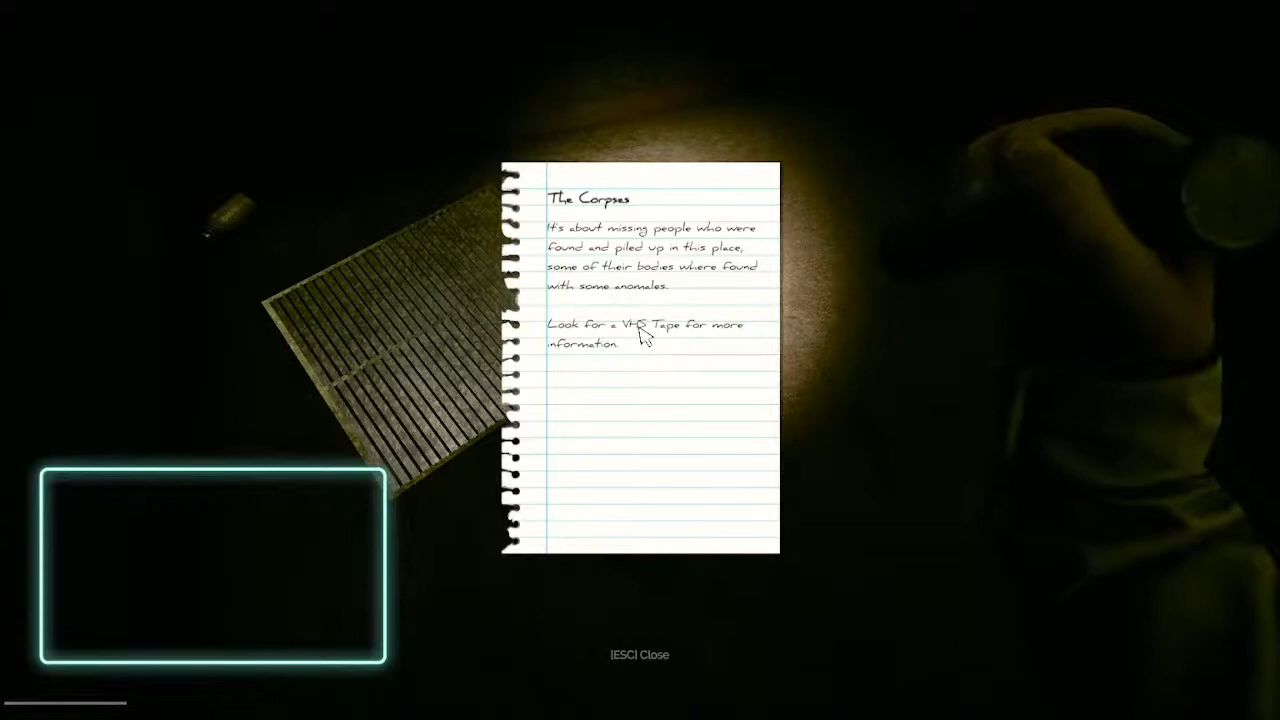 The Corpses
It's about missing people who were
found and piled up in this place,
some of their bodies where found
with some anomales.
Look for a VHS Tape for more
information.
[ESC] Close